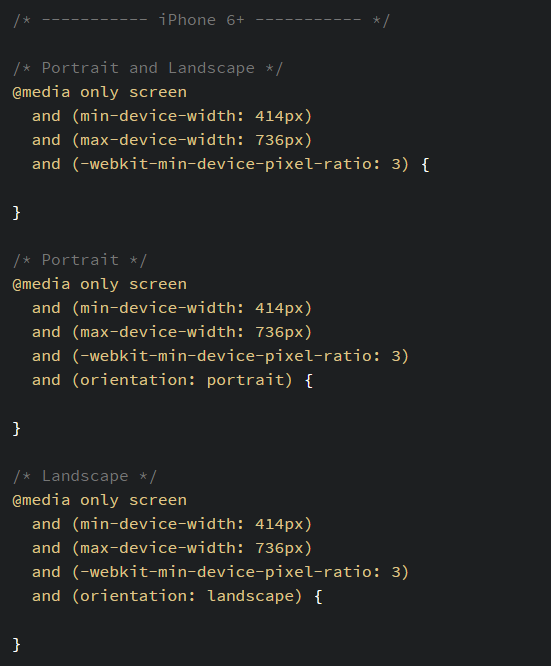 /* ----------- iPhone 6+ ----------- */
/* Portrait and Landscape */
@media only screen
and (min-device-width: 414px)
and (max-device-width: 736px)
and (-webkit-min-device-pixel-ratio: 3) {
}
/* Portrait */
@media only screen
and (min-device-width: 414px)
and (max-device-width: 736px)
and (-webkit-min-device-pixel-ratio: 3)
and (orientation: portrait) {
}
/* Landscape */
@media only screen
and (min-device-width: 414px)
and (max-device-width: 736px)
and (-webkit-min-device-pixel-ratio: 3)
and (orientation: landscape) {
}